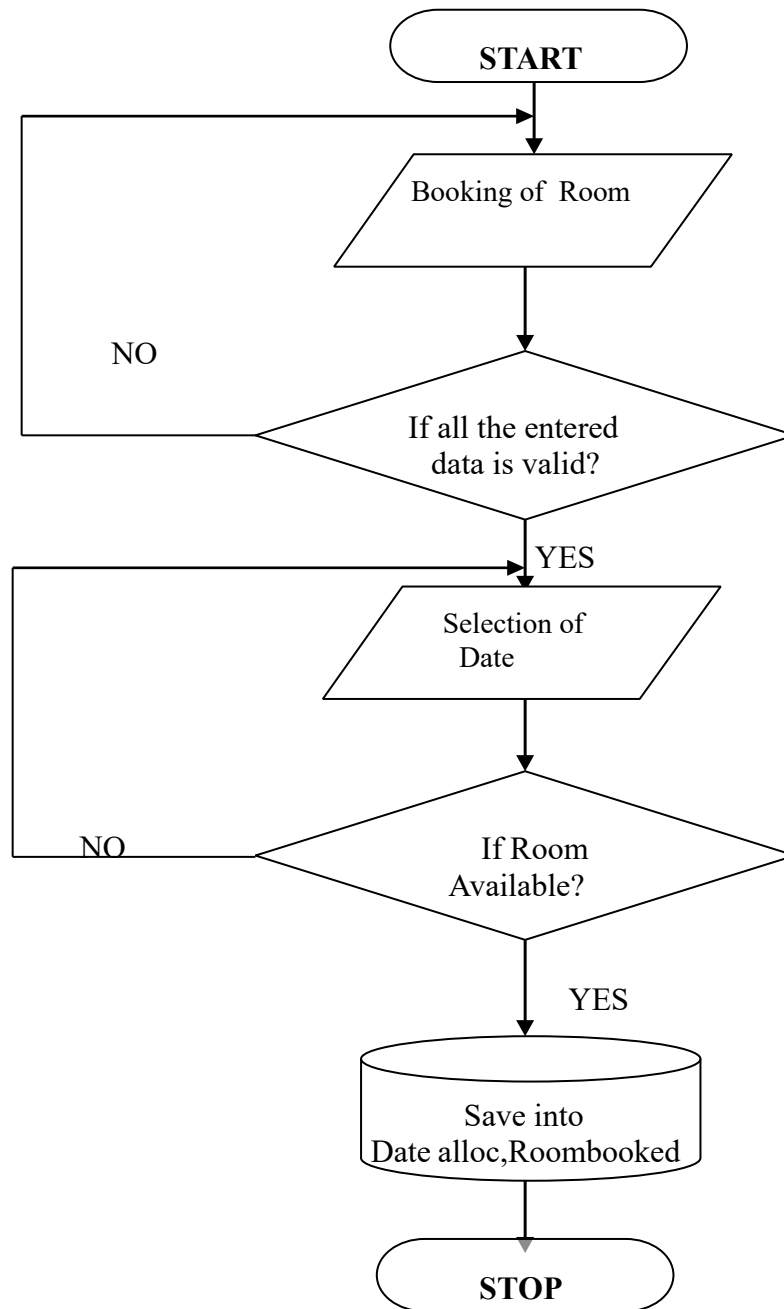 START
Booking of  Room
NO
If all the entered
data is valid?
YES
Selection of
Date
NO
If Room
Available?
YES
Save into
Date alloc,Roombooked
STOP